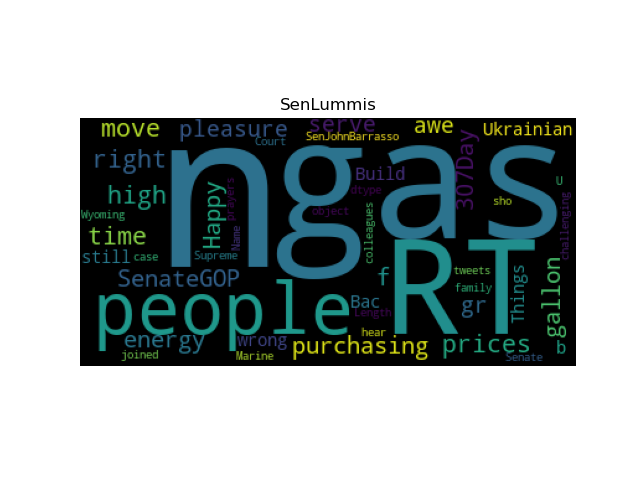 SenLummis
move
pleasure
serve
awe
Ukrainian
SenJohnBarrasso
Court
right
ngas
307Day
Build
high
Happy
prayers
dtype
U
sho
challenging
object
colleagues
Wyoming
time
Name
still
case
Supreme
RT
SenateGOP
f
tweets
Things
gallon
people
family
Bac
gr
Length
energy
wrong
hear
purchasing
prices
b
joined
Marine
Senate